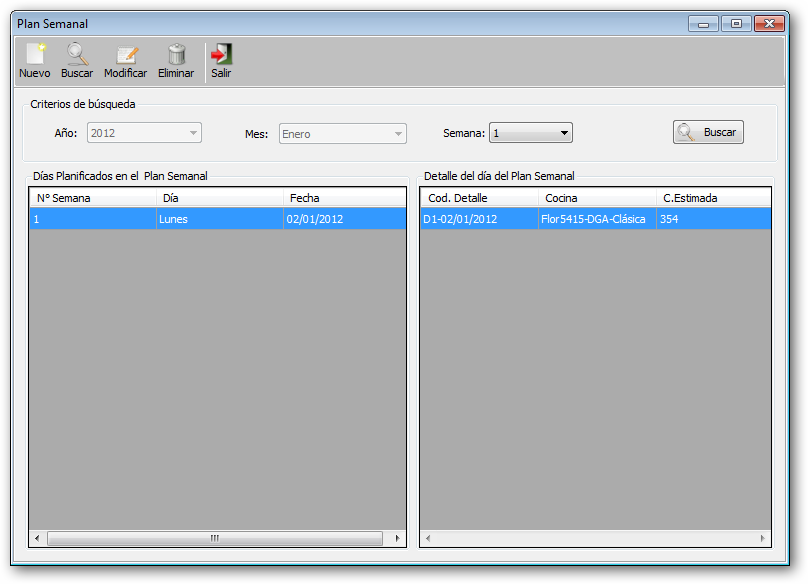 Plan Semanal
Nuevo Buscar Modificar Eliminar Salir
Criterios de búsqueda
Año: 2012 Mes: Enero Semana: 1 Buscar
Días Planificados en el Plan Semanal
N° Semana Día Fecha
1 Lunes 02/01/2012
Detalle del día del Plan Semanal
Cod. Detalle Cocina C.Estimada
D1-02/01/2012 Flor5415-DGA-Clásica 354